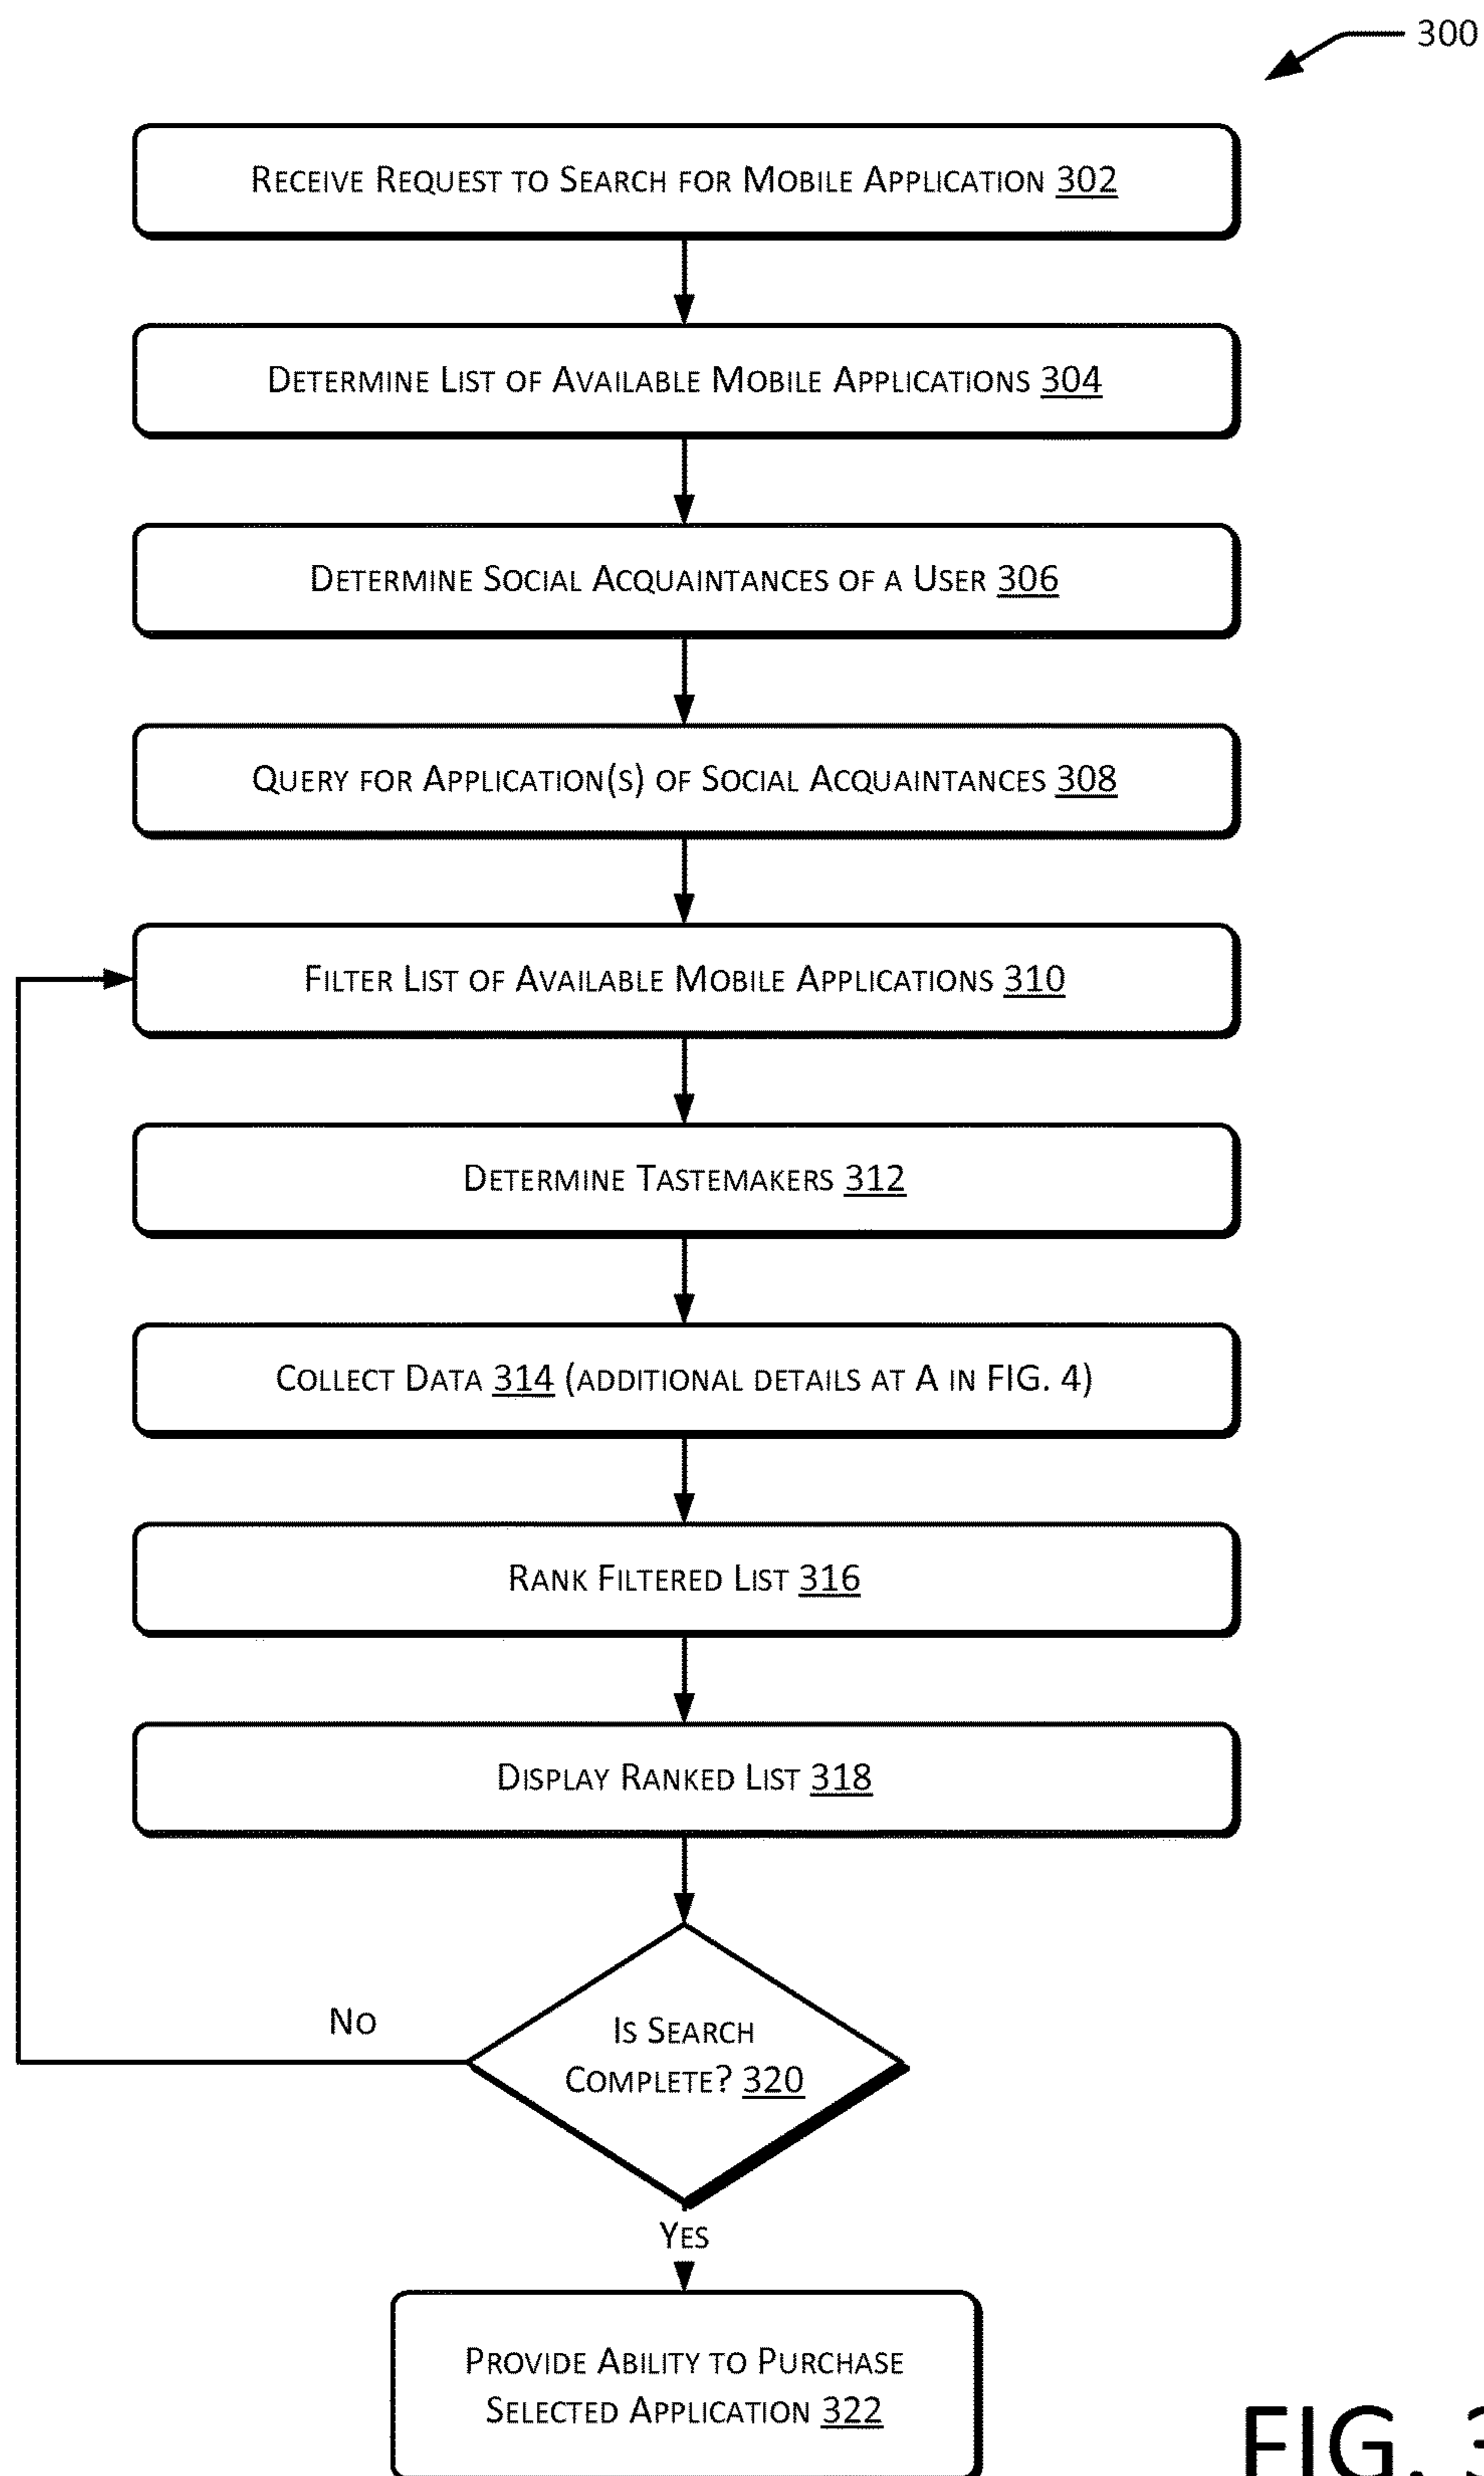 300
RECEIVE REQUEST TO SEARCH FOR MOBILE APPLICATION 302
DETERMINE LIST OF AVAILABLE MOBILE APPLICATIONS 304
DETERMINE SOCIAL ACQUAINTANCES OF A USER 306
QUERY FOR APPLICATION(S) OF SOCIAL ACQUAINTANCES 308
FILTER LIST OF AVAILABLE MOBILE APPLICATIONS 310
DETERMINE TASTEMAKERS 312
COLLECT DATA 314 (ADDITIONAL DETAILS AT A IN FIG. 4)
RANK FILTERED LIST 316
DISPLAY RANKED LIST 318
NO
IS SEARCH
COMPLETE? 320
YES
PROVIDE ABILITY TO PURCHASE
SELECTED APPLICATION 322
FIG. 3